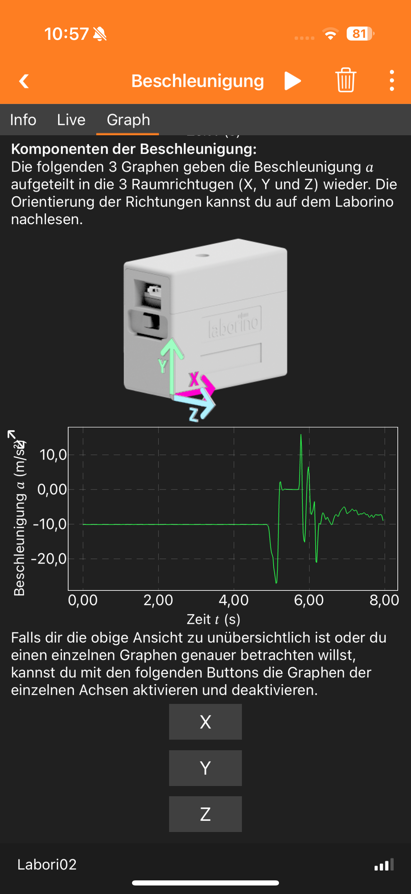 10:57
81
Beschleunigung
Info Live Graph
Komponenten der Beschleunigung:
Die folgenden 3 Graphen geben die Beschleunigung a
aufgeteilt in die 3 Raumrichtugen (X, Y und Z) wieder. Die
Orientierung der Richtungen kannst du auf dem Laborino
nachlesen.
laborino
Y
X
Z
Beschleunigung a (m/s²)
10,0
0,00
-10,0
-20,0
0,00 2,00 4,00 6,00 8,00
Zeit t (s)
Falls dir die obige Ansicht zu unübersichtlich ist oder du
einen einzelnen Graphen genauer betrachten willst,
kannst du mit den folgenden Buttons die Graphen der
einzelnen Achsen aktivieren und deaktivieren.
X
Y
Z
Labori02